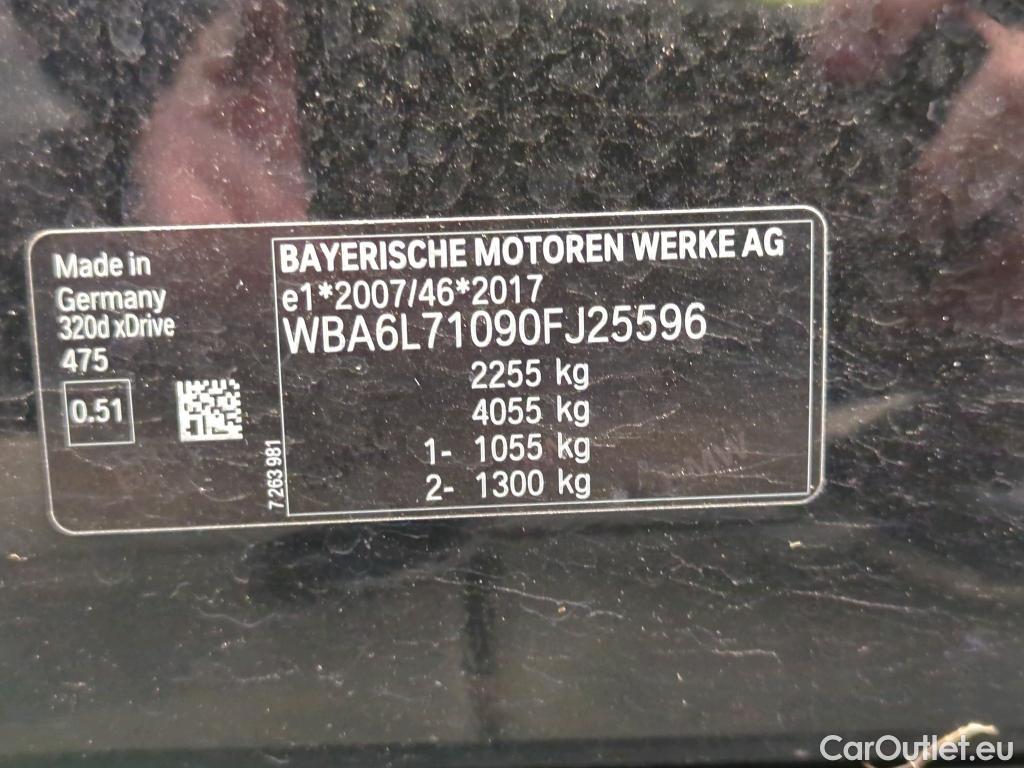 Made in
Germany
320d xDrive
475
0.51
7 263 981
BAYERISCHE MOTOREN WERKE AG
e1*2007/46*2017
WBA6L71090FJ25596
2255 kg
4055 kg
1- 1055 kg
2- 1300 kg
BMW
CarOutlet.eu